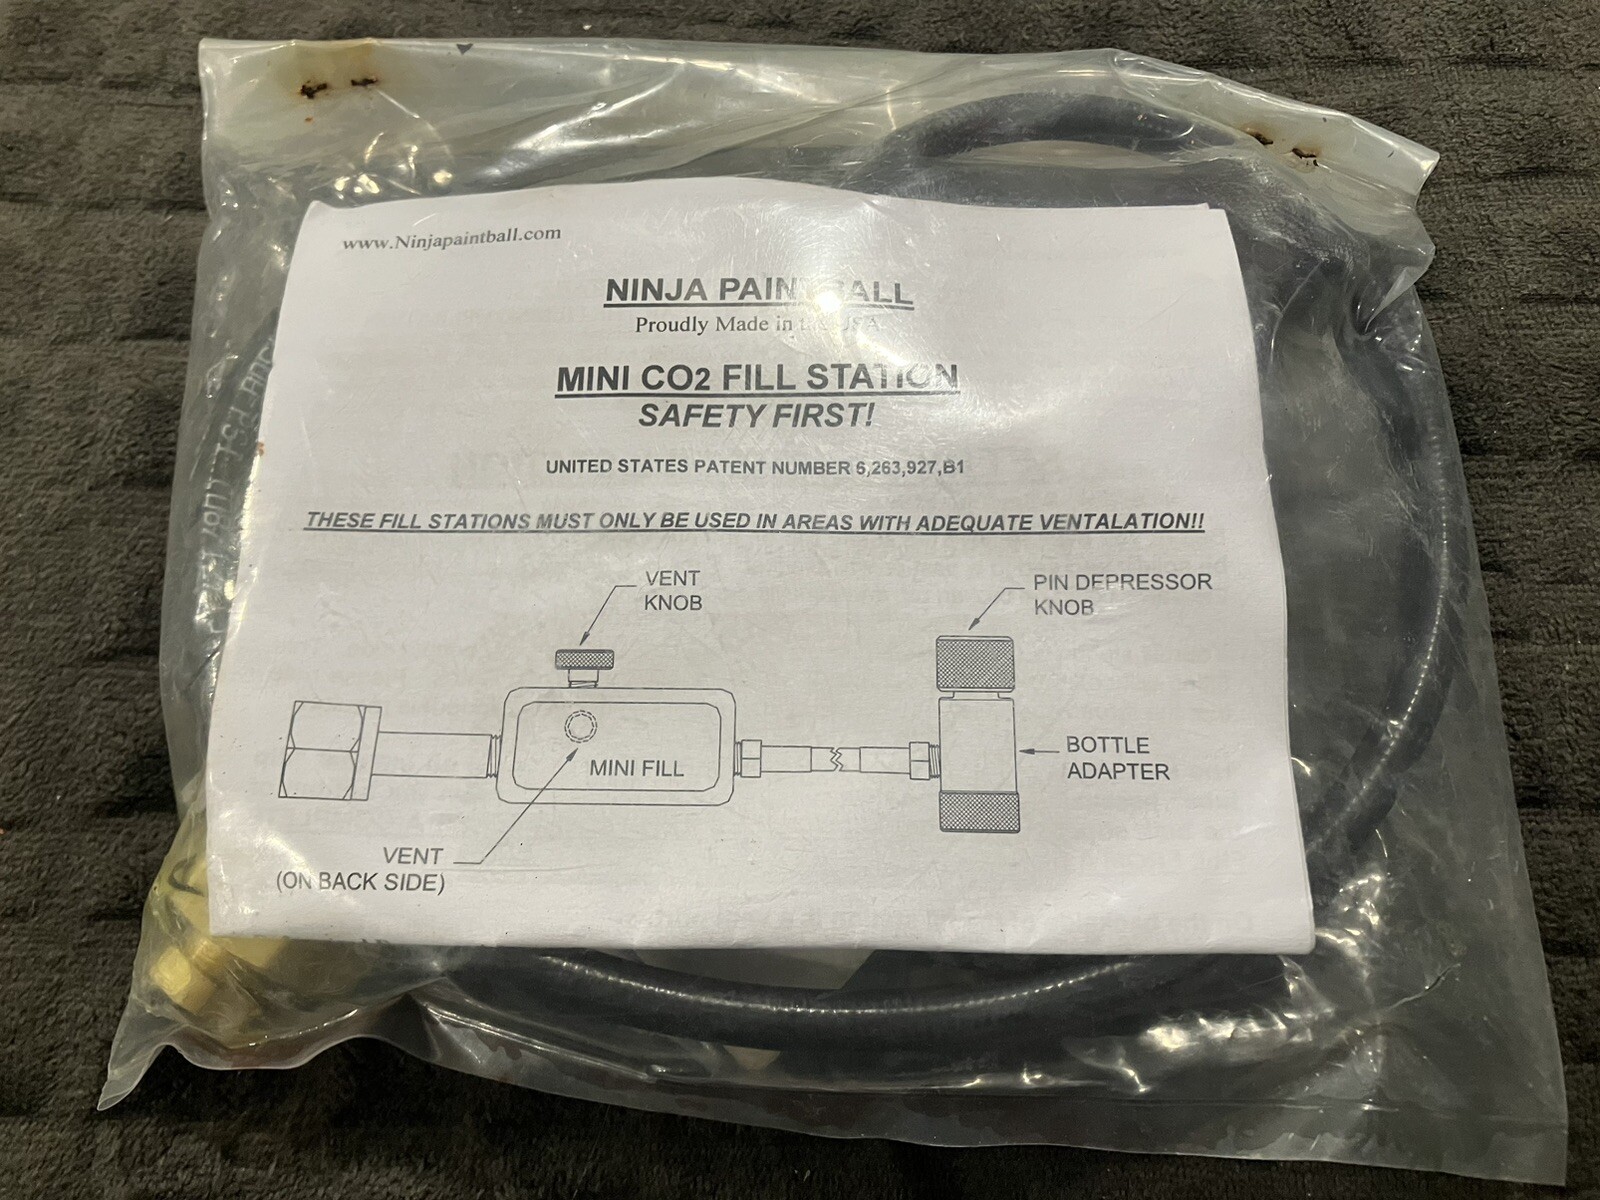 www.Ninjapaintball.com
NINJA PAINTBALL
Proudly Made in the USA
MINI CO2 FILL STATION
SAFETY FIRST!
UNITED STATES PATENT NUMBER 6,263,927,B1
THESE FILL STATIONS MUST ONLY BE USED IN AREAS WITH ADEQUATE VENTALATION!!
VENT
KNOB
PIN DEPRESSOR
KNOB
MINI FILL
BOTTLE
ADAPTER
VENT
(ON BACK SIDE)